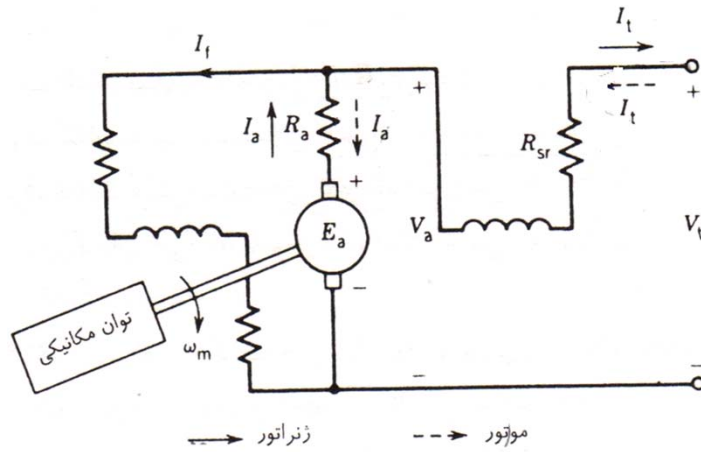 I_t
I_f
+
I_t
+
I_a R_a I_a
R_sr
+
E_a
V_a
V_t
−
توان مکانیکی
ω_m
−
−
ژنراتور
موتور